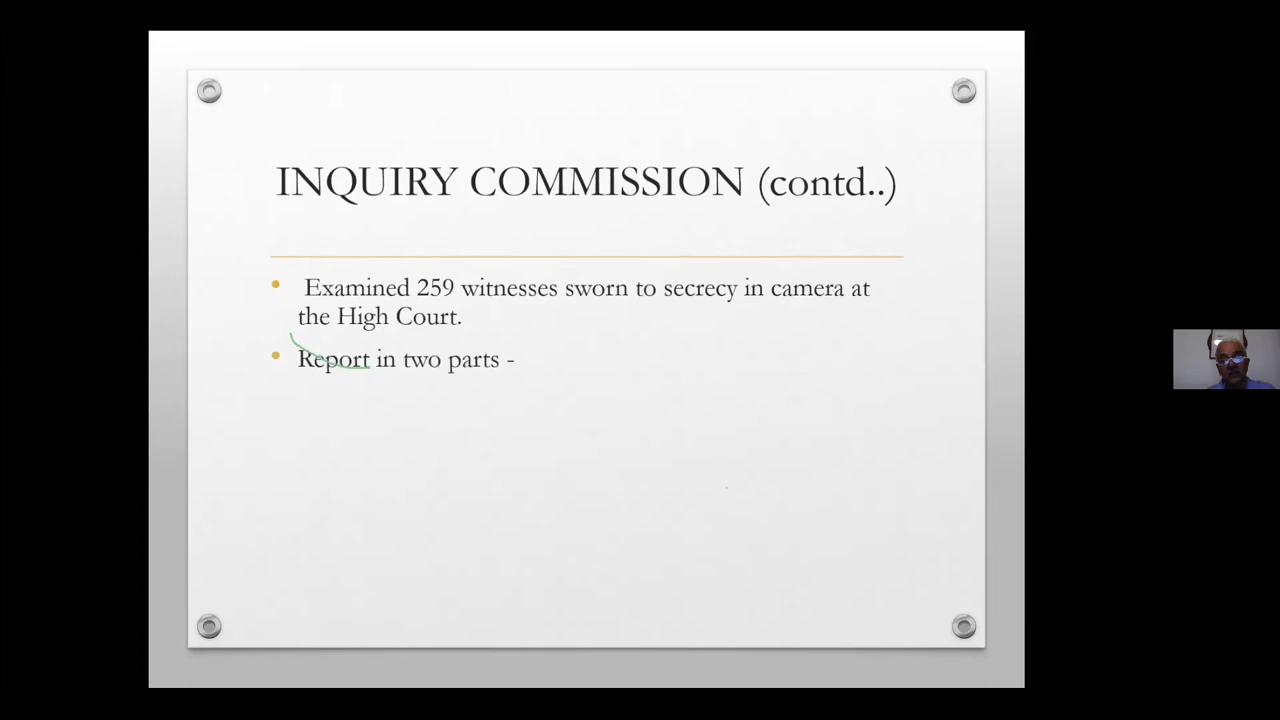 INQUIRY COMMISSION (contd..)
• Examined 259 witnesses sworn to secrecy in camera at
the High Court.
• Report in two parts -